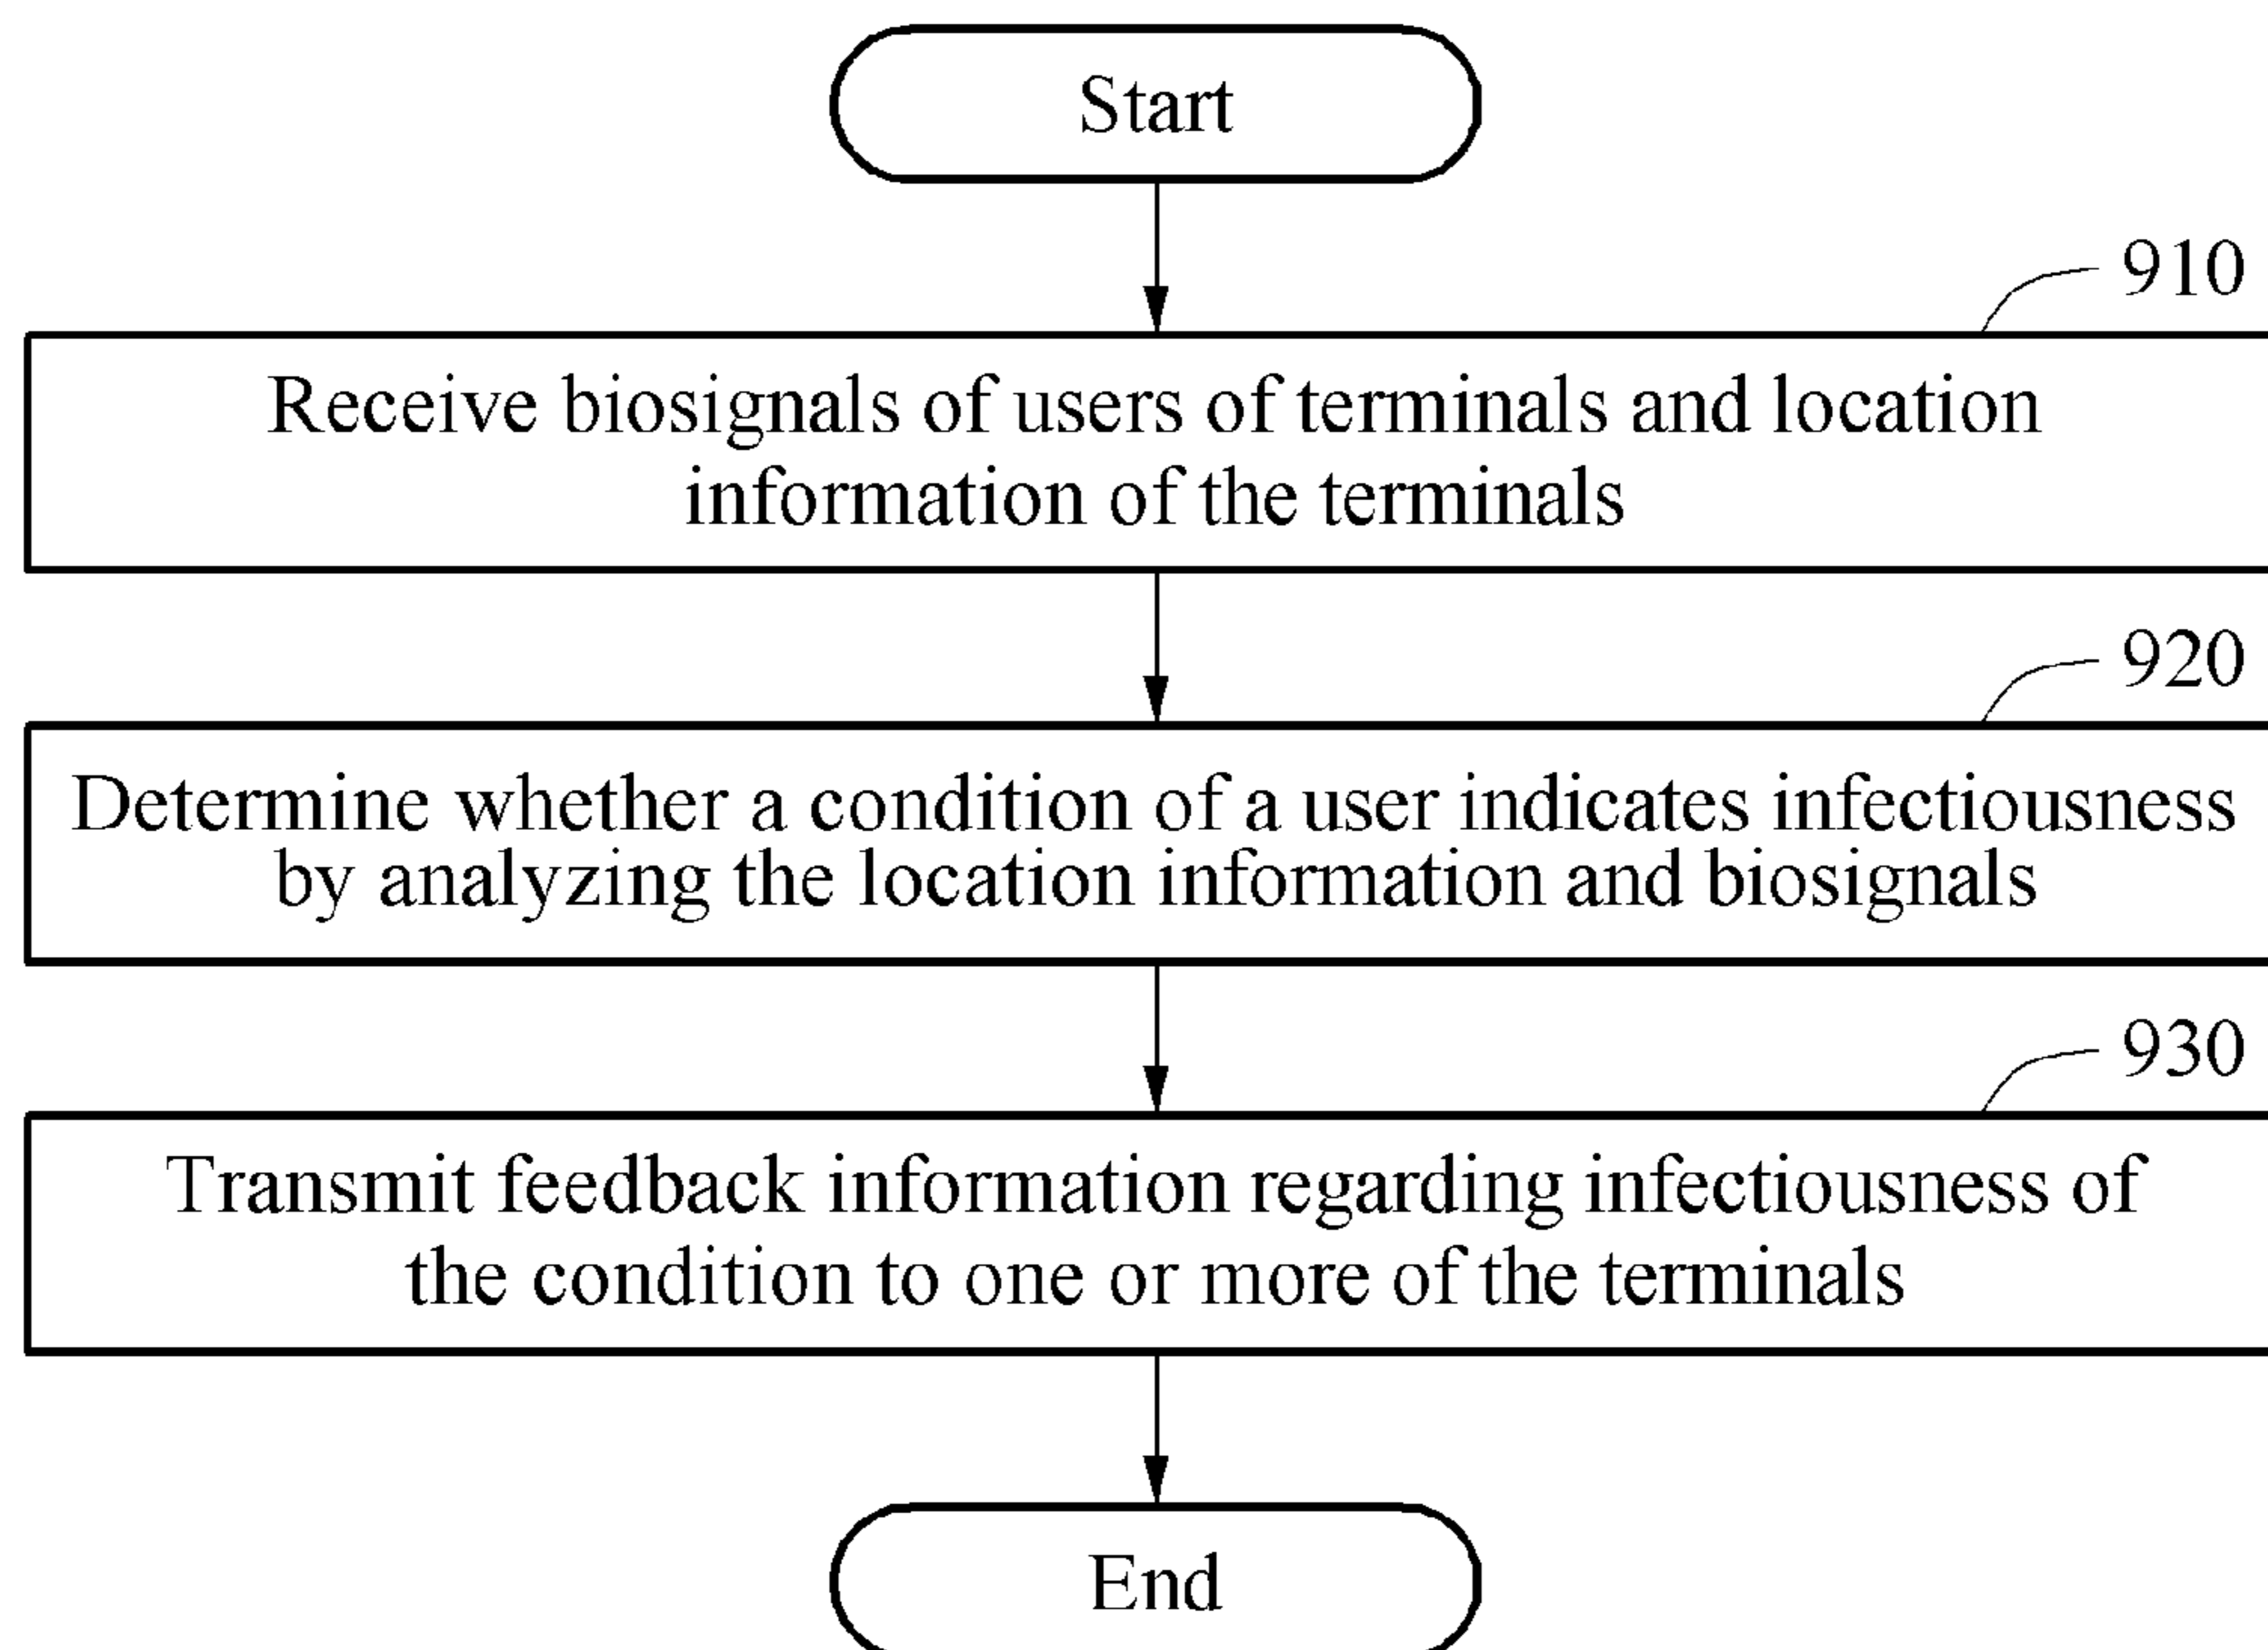 Start
910
Receive biosignals of users of terminals and location
information of the terminals
920
Determine whether a condition of a user indicates infectiousness
by analyzing the location information and biosignals
930
Transmit feedback information regarding infectiousness of
the condition to one or more of the terminals
End